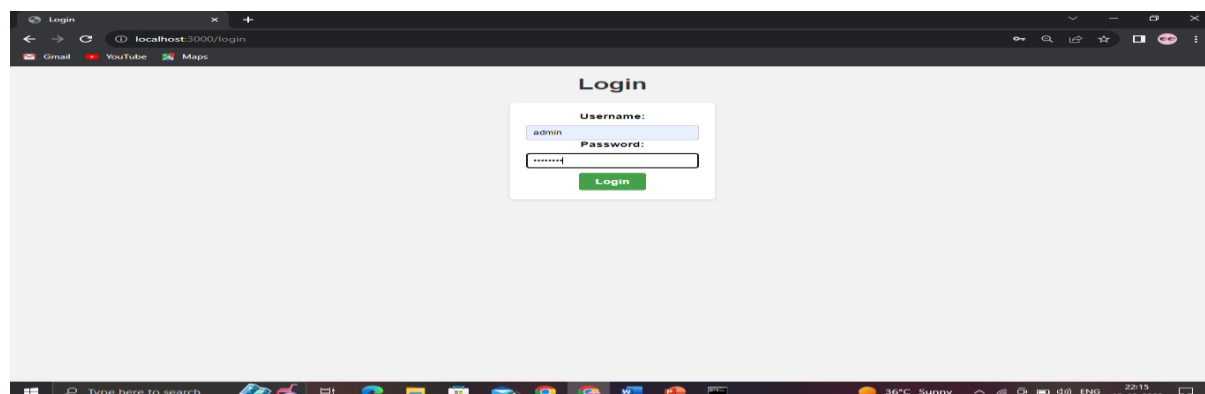 Login
localhost:3000/login
Gmail YouTube Maps
Login
Username:
admin
Password:
Login
Type here to search 36°C Sunny ENG 22:15